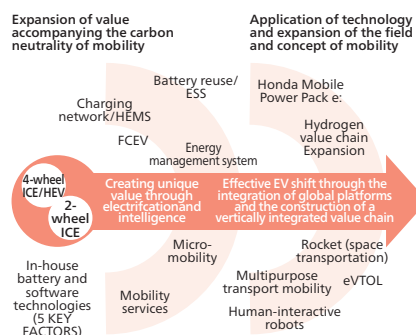 Expansion of value
accompanying the carbon
neutrality of mobility
Application of technology
and expansion of the field
and concept of mobility
Battery reuse/
ESS
Charging
network/HEMS
FCEV
Energy
management system
Honda Mobile
Power Pack e:
Hydrogen
value chain
Expansion
4-wheel
ICE/HEV
2-
wheel
ICE
Creating unique
value through
electrifcationand
intelligence
Effective EV shift through the
integration of global platforms
and the construction of a
vertically integrated value chain
In-house
battery and
software
technologies
(5 KEY
FACTORS)
Micro-
mobility
Mobility
services
Rocket (space
transportation)
Multipurpose
transport mobility
eVTOL
Human-interactive
robots